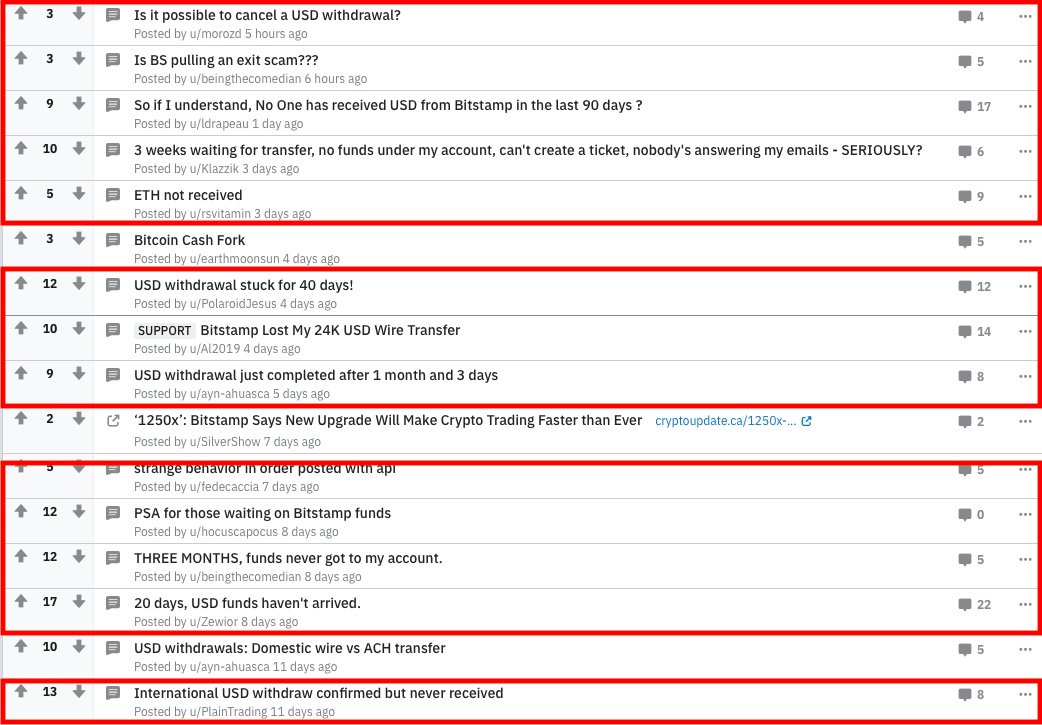 3 Is it possible to cancel a USD withdrawal? 4
Posted by u/morozd 5 hours ago
3 Is BS pulling an exit scam??? 5
Posted by u/beingthecomedian 6 hours ago
9 So if I understand, No One has received USD from Bitstamp in the last 90 days ? 17
Posted by u/ldrapeau 1 day ago
10 3 weeks waiting for transfer, no funds under my account, can't create a ticket, nobody's answering my emails - SERIOUSLY? 6
Posted by u/Klazzik 3 days ago
5 ETH not received 9
Posted by u/rsvitamin 3 days ago
3 Bitcoin Cash Fork 5
Posted by u/earthmoonsun 4 days ago
12 USD withdrawal stuck for 40 days! 12
Posted by u/PolaroidJesus 4 days ago
10 SUPPORT Bitstamp Lost My 24K USD Wire Transfer 14
Posted by u/Al2019 4 days ago
9 USD withdrawal just completed after 1 month and 3 days 8
Posted by u/ayn-ahuasca 5 days ago
2 ‘1250x’: Bitstamp Says New Upgrade Will Make Crypto Trading Faster than Ever cryptoupdate.ca/1250x-... 2
Posted by u/SilverShow 7 days ago
5 strange behavior in order posted with api 5
Posted by u/fedecaccia 7 days ago
12 PSA for those waiting on Bitstamp funds 0
Posted by u/hocuscapocus 8 days ago
12 THREE MONTHS, funds never got to my account. 5
Posted by u/beingthecomedian 8 days ago
17 20 days, USD funds haven't arrived. 22
Posted by u/Zewior 8 days ago
10 USD withdrawals: Domestic wire vs ACH transfer 5
Posted by u/ayn-ahuasca 11 days ago
13 International USD withdraw confirmed but never received 8
Posted by u/PlainTrading 11 days ago